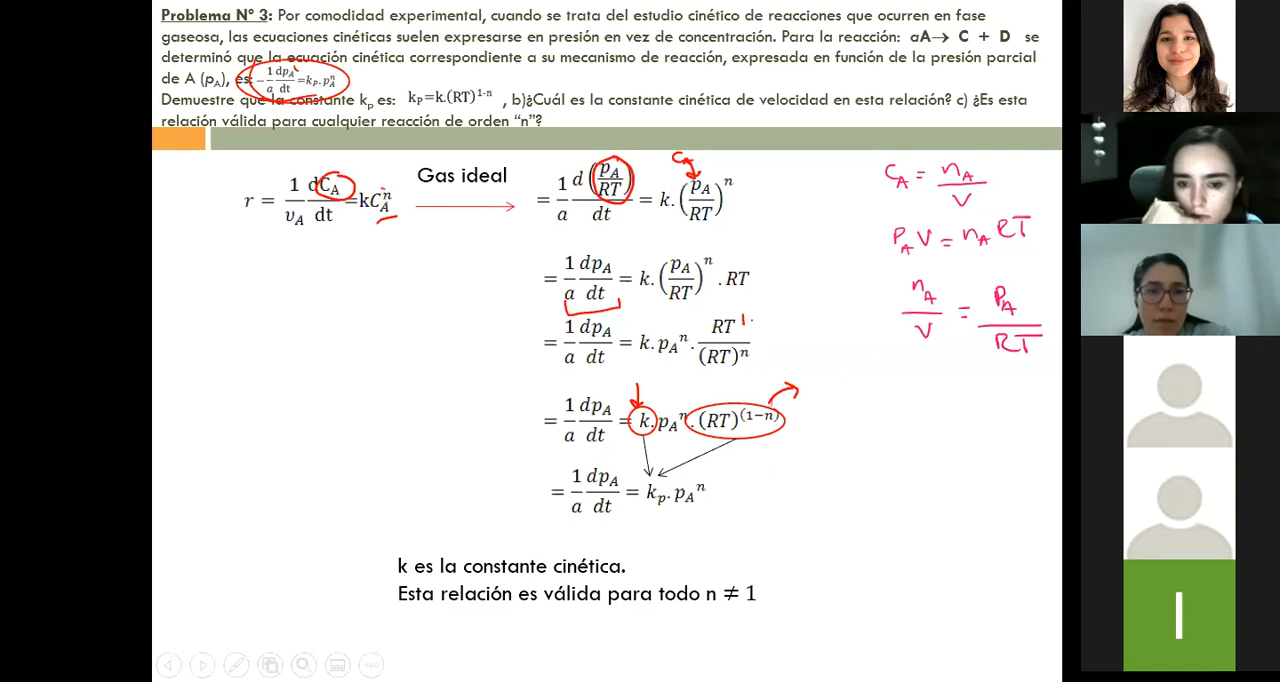 Problema N° 3: Por comodidad experimental, cuando se trata del estudio cinético de reacciones que ocurren en fase
gaseosa, las ecuaciones cinéticas suelen expresarse en presión en vez de concentración. Para la reacción: aA→ C + D se
determinó que la ecuación cinética correspondiente a su mecanismo de reacción, expresada en función de la presión parcial
de A (pA), es: -1/a dpA/dt = kP.pA^n
Demuestre que la constante kp es: kP=k.(RT)^1-n , b)¿Cuál es la constante cinética de velocidad en esta relación? c) ¿Es esta
relación válida para cualquier reacción de orden "n"?
r = 1/υA dCA/dt =kCA^n
Gas ideal
= 1/a d(pA/RT)/dt = k.(pA/RT)^n
CA
= 1/a dpA/dt = k.(pA/RT)^n .RT
= 1/a dpA/dt = k.pA^n. RT/(RT)^n
1
= 1/a dpA/dt = k.pA^n.(RT)^(1-n)
= 1/a dpA/dt = kp.pA^n
CA = nA/V
PA V = nA RT
nA/V = PA/RT
k es la constante cinética.
Esta relación es válida para todo n ≠ 1
I